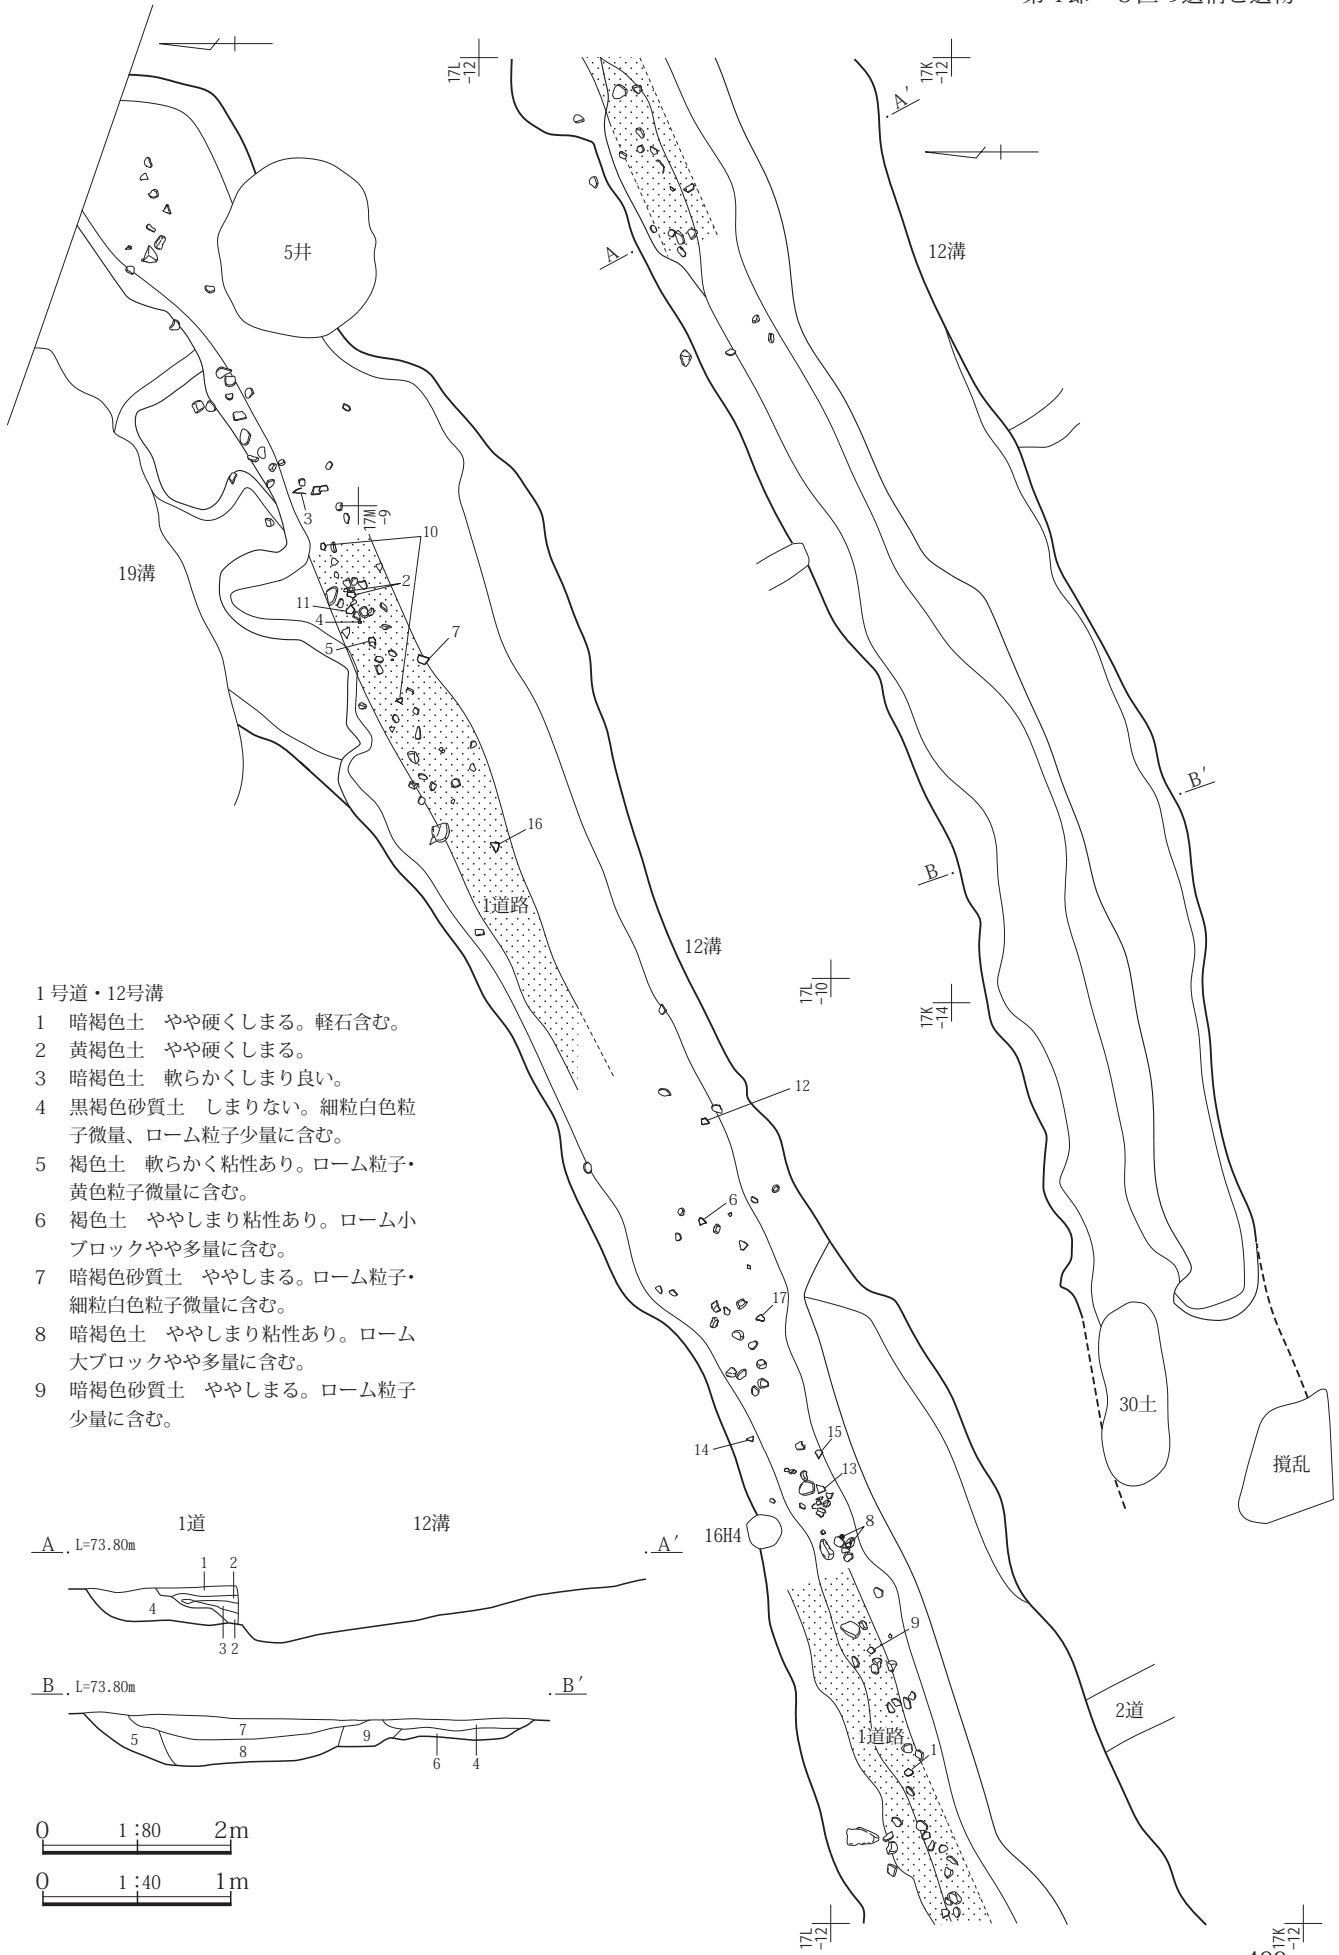 17L
-12
17K
-12
A′
5井
12溝
A
3
17M
-9
10
19溝
2
11
4
5
7
16
B′
B
1道路
12溝
17L
-10
17K
-14
1号道・12号溝
1 暗褐色土 やや硬くしまる。軽石含む。
2 黄褐色土 やや硬くしまる。
3 暗褐色土 軟らかくしまり良い。
4 黒褐色砂質土 しまりない。細粒白色粒
子微量、ローム粒子少量に含む。
5 褐色土 軟らかく粘性あり。ローム粒子・
黄色粒子微量に含む。
6 褐色土 ややしまり粘性あり。ローム小
ブロックやや多量に含む。
7 暗褐色砂質土 ややしまる。ローム粒子・
細粒白色粒子微量に含む。
8 暗褐色土 ややしまり粘性あり。ローム
大ブロックやや多量に含む。
9 暗褐色砂質土 ややしまる。ローム粒子
少量に含む。
12
6
17
14
15
13
30土
撹乱
16H4
8
9
2道
1道路
1
1道 12溝
A L=73.80m A′
1 2
4
3 2
B L=73.80m B′
5 7 8 9 6 4
0 1:80 2m
0 1:40 1m
17L
-12
17K
-12